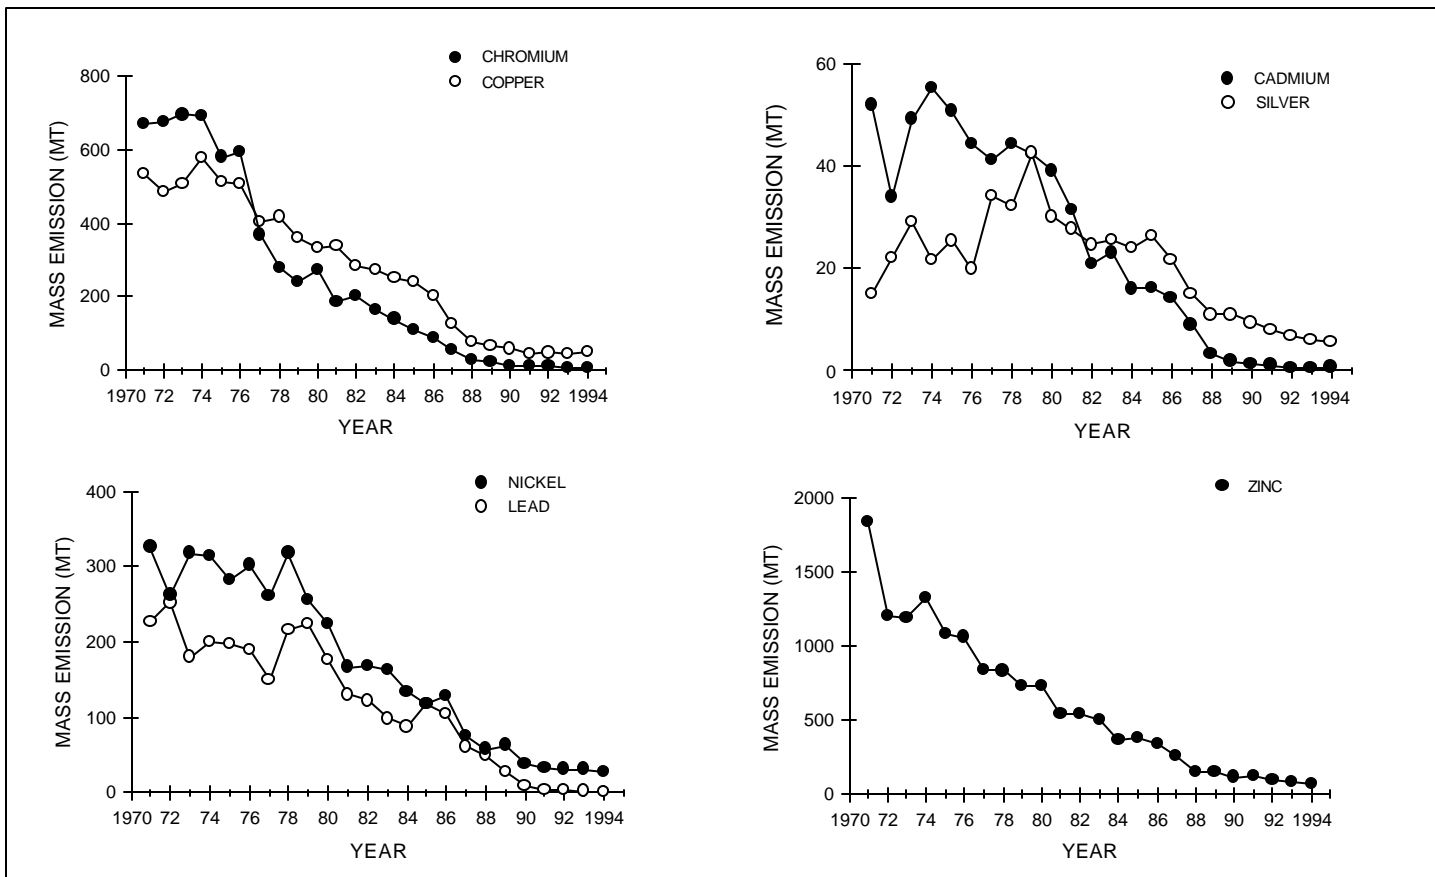 CHROMIUM
COPPER
800
600
400
200
0
MASS EMISSION (MT)
1970 72 74 76 78 80 82 84 86 88 90 92 1994
YEAR
CADMIUM
SILVER
60
40
20
0
MASS EMISSION (MT)
1970 72 74 76 78 80 82 84 86 88 90 92 1994
YEAR
NICKEL
LEAD
400
300
200
100
0
MASS EMISSION (MT)
1970 72 74 76 78 80 82 84 86 88 90 92 1994
YEAR
ZINC
2000
1500
1000
500
0
MASS EMISSION (MT)
1970 72 74 76 78 80 82 84 86 88 90 92 1994
YEAR